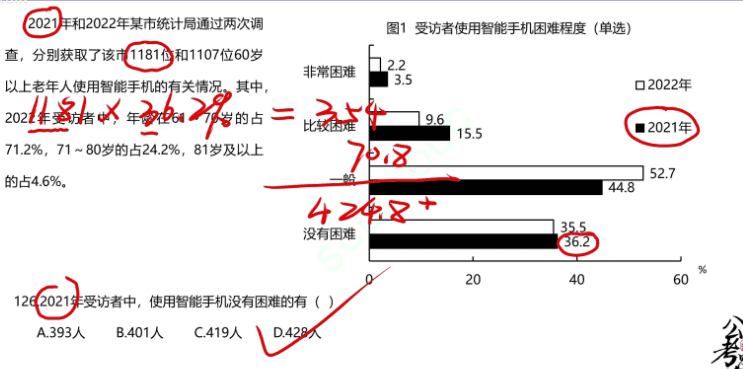 2021年和2022年某市统计局通过两次调
查，分别获取了该市1181位和1107位60岁
以上老年人使用智能手机的有关情况。其中，
2022年受访者中，年龄在61～70岁的占
71.2%，71～80岁的占24.2%，81岁及以上
的占4.6%。
1181×36.2% = 354
70.8
424.8+
图1 受访者使用智能手机困难程度（单选）
非常困难
2.2
3.5
比较困难
9.6
15.5
一般
52.7
44.8
没有困难
35.5
36.2
0 20 40 60 %
2022年
2021年
126.2021年受访者中，使用智能手机没有困难的有（ ）
A.393人 B.401人 C.419人 D.428人
公考